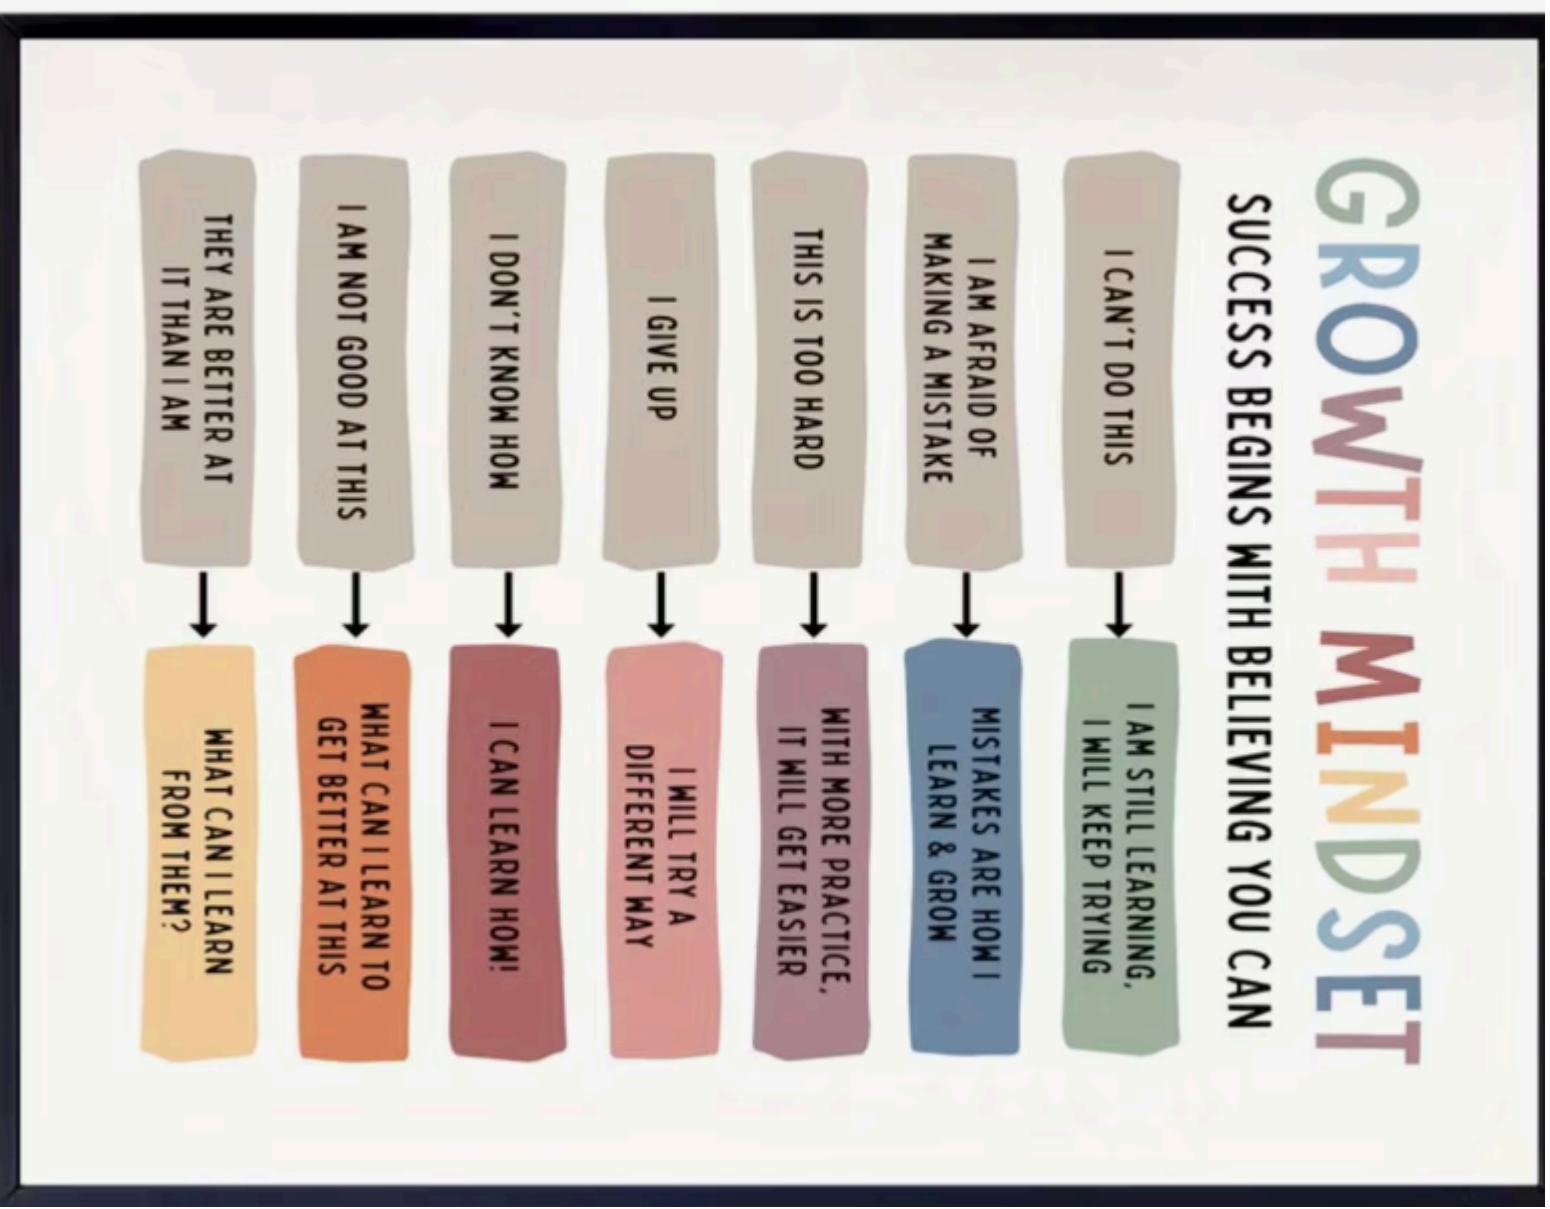 GROWTH MINDSET
SUCCESS BEGINS WITH BELIEVING YOU CAN
I CAN'T DO THIS
I AM STILL LEARNING,
I WILL KEEP TRYING
I AM AFRAID OF
MAKING A MISTAKE
MISTAKES ARE HOW I
LEARN & GROW
THIS IS TOO HARD
WITH MORE PRACTICE,
IT WILL GET EASIER
I GIVE UP
I WILL TRY A
DIFFERENT WAY
I DON'T KNOW HOW
I CAN LEARN HOW!
I AM NOT GOOD AT THIS
WHAT CAN I LEARN TO
GET BETTER AT THIS
THEY ARE BETTER AT
IT THAN I AM
WHAT CAN I LEARN
FROM THEM?